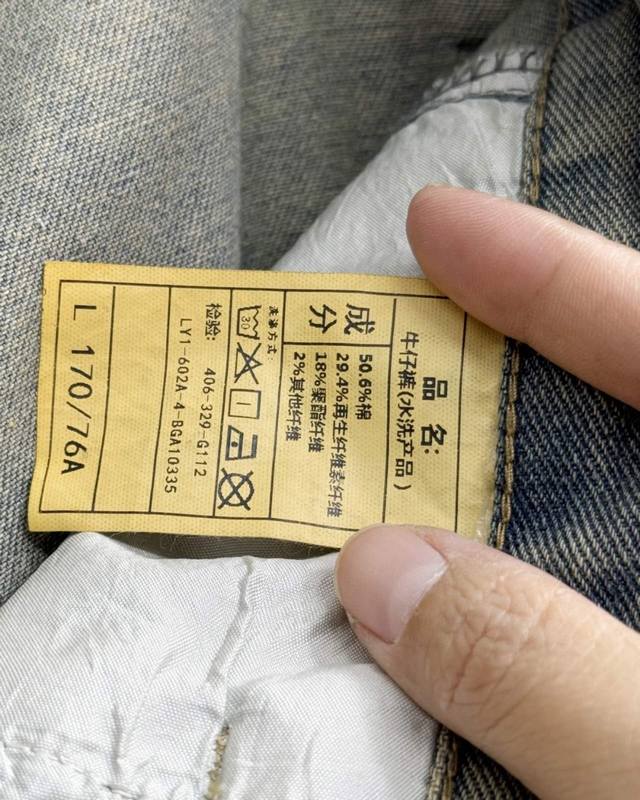 品 名:
牛仔裤(水洗产品)
成分
50.6%棉
29.4%再生纤维素纤维
18%聚酯纤维
2%其他纤维
洗涤方式
30
检验: 406-329-G112
LY1-602A-4-BGA10335
L 170/76A